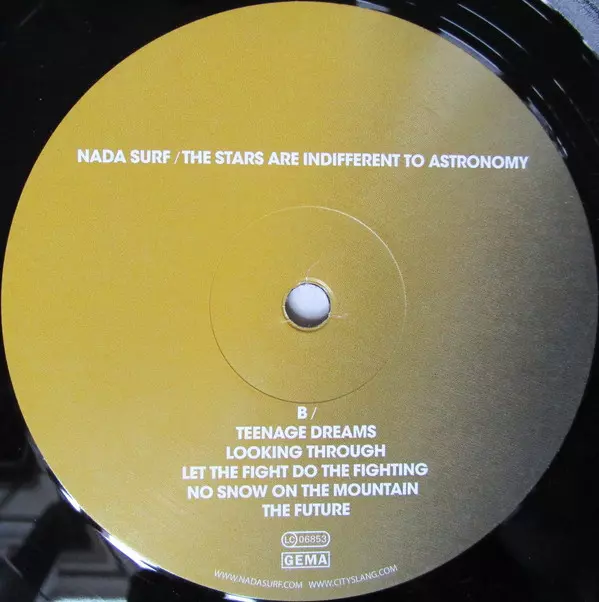 NADA SURF / THE STARS ARE INDIFFERENT TO ASTRONOMY
B /
TEENAGE DREAMS
LOOKING THROUGH
LET THE FIGHT DO THE FIGHTING
NO SNOW ON THE MOUNTAIN
THE FUTURE
LC 06853
GEMA
WWW.NADASURF.COM WWW.CITYSLANG.COM